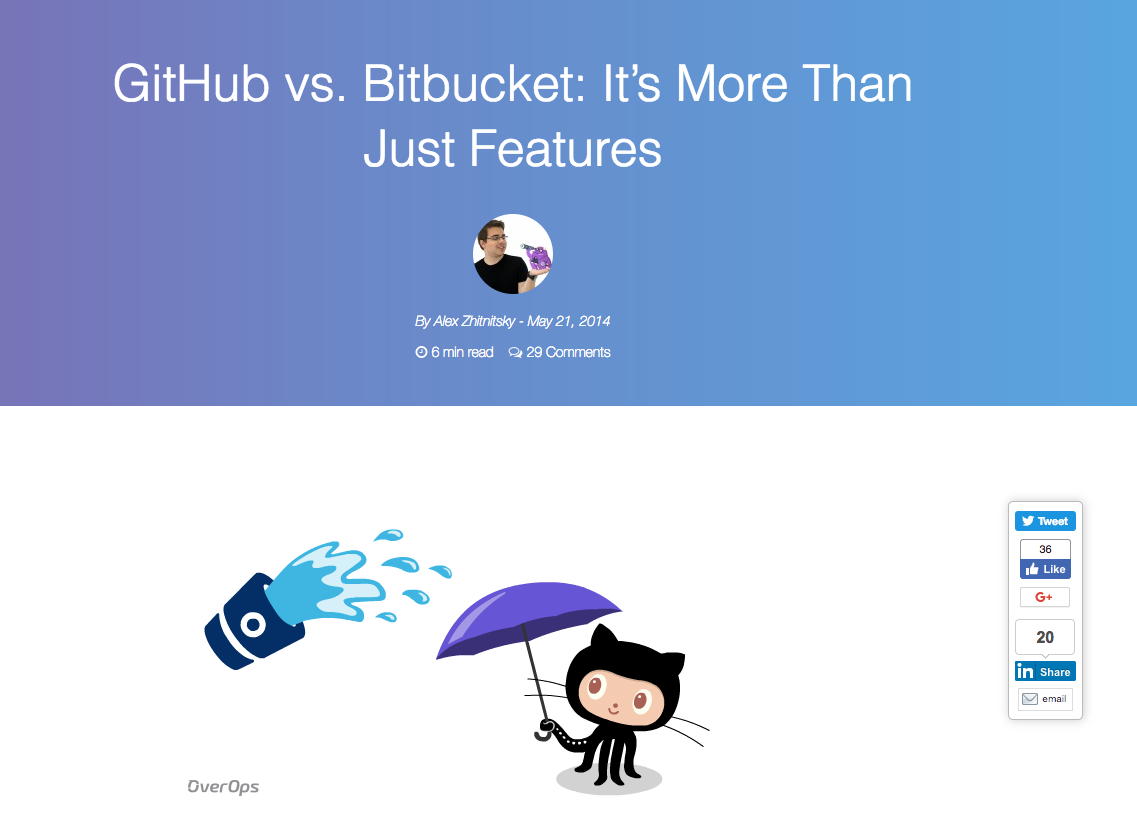 GitHub vs. Bitbucket: It’s More Than
Just Features
By Alex Zhitnitsky - May 21, 2014
6 min read 29 Comments
Tweet
36
Like
G+
20
in Share
email
OverOps